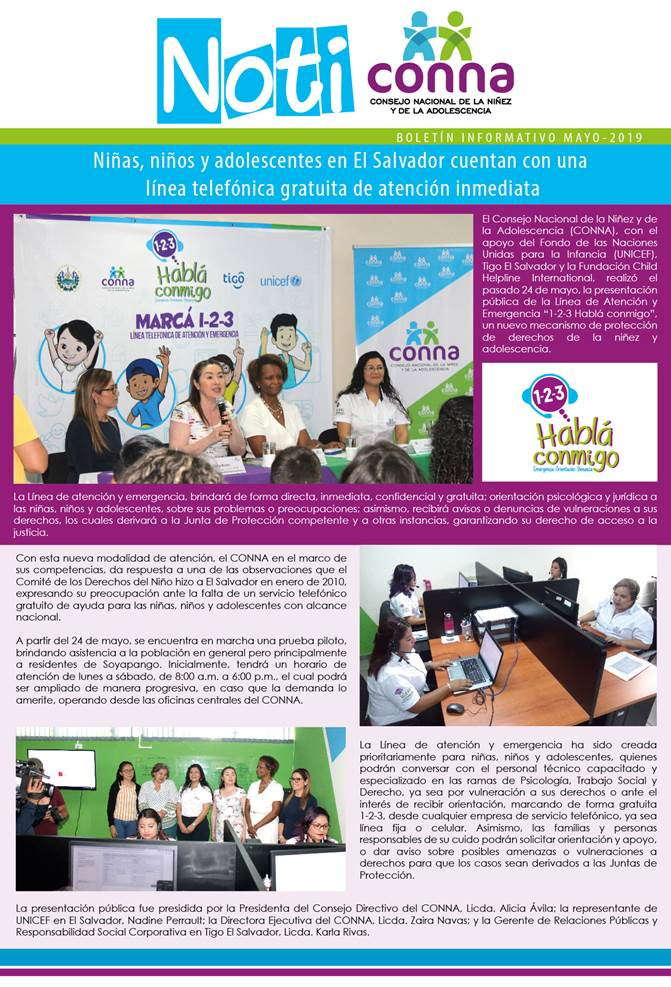 Noti
conna
CONSEJO NACIONAL DE LA NIÑEZ
Y DE LA ADOLESCENCIA
BOLETÍN INFORMATIVO MAYO-2019
Niñas, niños y adolescentes en El Salvador cuentan con una
línea telefónica gratuita de atención inmediata
1-2-3
Hablá
conmigo
conna
tigo
unicef
MARCÁ 1-2-3
LÍNEA TELEFÓNICA DE ATENCIÓN Y EMERGENCIA
conna
CONSEJO NACIONAL DE LA NIÑEZ
Y DE LA ADOLESCENCIA
El Consejo Nacional de la Niñez y de
la Adolescencia (CONNA), con el
apoyo del Fondo de las Naciones
Unidas para la Infancia (UNICEF),
Tigo El Salvador y la Fundación Child
Helpline International, realizó el
pasado 24 de mayo, la presentación
pública de la Línea de Atención y
Emergencia “1-2-3 Hablá conmigo”,
un nuevo mecanismo de protección
de derechos de la niñez y
adolescencia.
1-2-3
Hablá
conmigo
Emergencia Orientación Denuncia
La Línea de atención y emergencia, brindará de forma directa, inmediata, confidencial y gratuita; orientación psicológica y jurídica a
las niñas, niños y adolescentes, sobre sus problemas o preocupaciones; asimismo, recibirá avisos o denuncias de vulneraciones a sus
derechos, los cuales derivará a la Junta de Protección competente y a otras instancias, garantizando su derecho de acceso a la
justicia.
Con esta nueva modalidad de atención, el CONNA en el marco de
sus competencias, da respuesta a una de las observaciones que el
Comité de los Derechos del Niño hizo a El Salvador en enero de 2010,
expresando su preocupación ante la falta de un servicio telefónico
gratuito de ayuda para las niñas, niños y adolescentes con alcance
nacional.
A partir del 24 de mayo, se encuentra en marcha una prueba piloto,
brindando asistencia a la población en general pero principalmente
a residentes de Soyapango. Inicialmente, tendrá un horario de
atención de lunes a sábado, de 8:00 a.m. a 6:00 p.m., el cual podrá
ser ampliado de manera progresiva, en caso que la demanda lo
amerite, operando desde las oficinas centrales del CONNA.
La Línea de atención y emergencia ha sido creada
prioritariamente para niñas, niños y adolescentes, quienes
podrán conversar con el personal técnico capacitado y
especializado en las ramas de Psicología, Trabajo Social y
Derecho, ya sea por vulneración a sus derechos o ante el
interés de recibir orientación, marcando de forma gratuita
1-2-3, desde cualquier empresa de servicio telefónico, ya sea
línea fija o celular. Asimismo, las familias y personas
responsables de su cuido podrán solicitar orientación y apoyo,
o dar aviso sobre posibles amenazas o vulneraciones a
derechos para que los casos sean derivados a las Juntas de
Protección.
La presentación pública fue presidida por la Presidenta del Consejo Directivo del CONNA, Licda. Alicia Ávila; la representante de
UNICEF en El Salvador, Nadine Perrault; la Directora Ejecutiva del CONNA, Licda. Zaira Navas; y la Gerente de Relaciones Públicas y
Responsabilidad Social Corporativa en Tigo El Salvador, Licda. Karla Rivas.